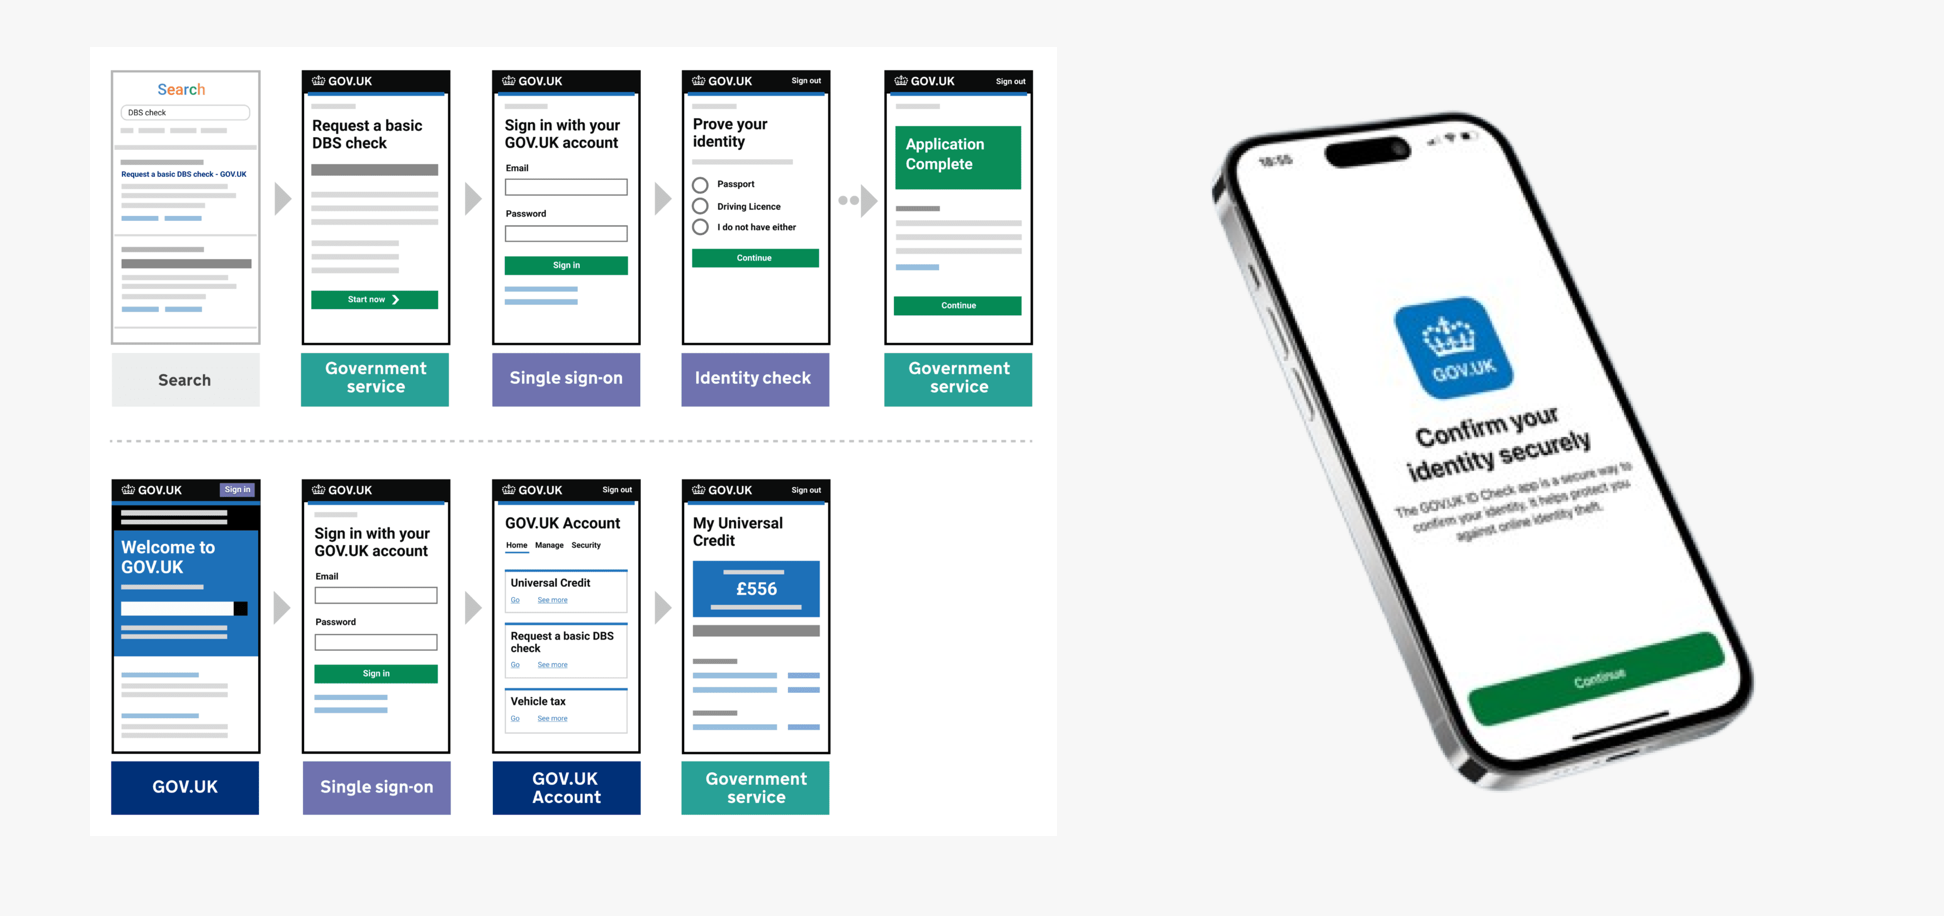 Search
DBS check
Request a basic DBS check - GOV.UK
Search
GOV.UK
Request a basic
DBS check
Start now
Government
service
GOV.UK
Sign in with your
GOV.UK account
Email
Password
Sign in
Single sign-on
GOV.UK Sign out
Prove your
identity
Passport
Driving Licence
I do not have either
Continue
Identity check
GOV.UK Sign out
Application
Complete
Continue
Government
service
GOV.UK Sign in
Welcome to
GOV.UK
GOV.UK
GOV.UK
Sign in with your
GOV.UK account
Email
Password
Sign in
Single sign-on
GOV.UK Sign out
GOV.UK Account
Home Manage Security
Universal Credit
Go See more
Request a basic DBS
check
Go See more
Vehicle tax
Go See more
GOV.UK
Account
GOV.UK Sign out
My Universal
Credit
£556
Government
service
18:55
GOV.UK
Confirm your
identity securely
The GOV.UK ID Check app is a secure way to
confirm your identity. It helps protect you
against online identity theft.
Continue